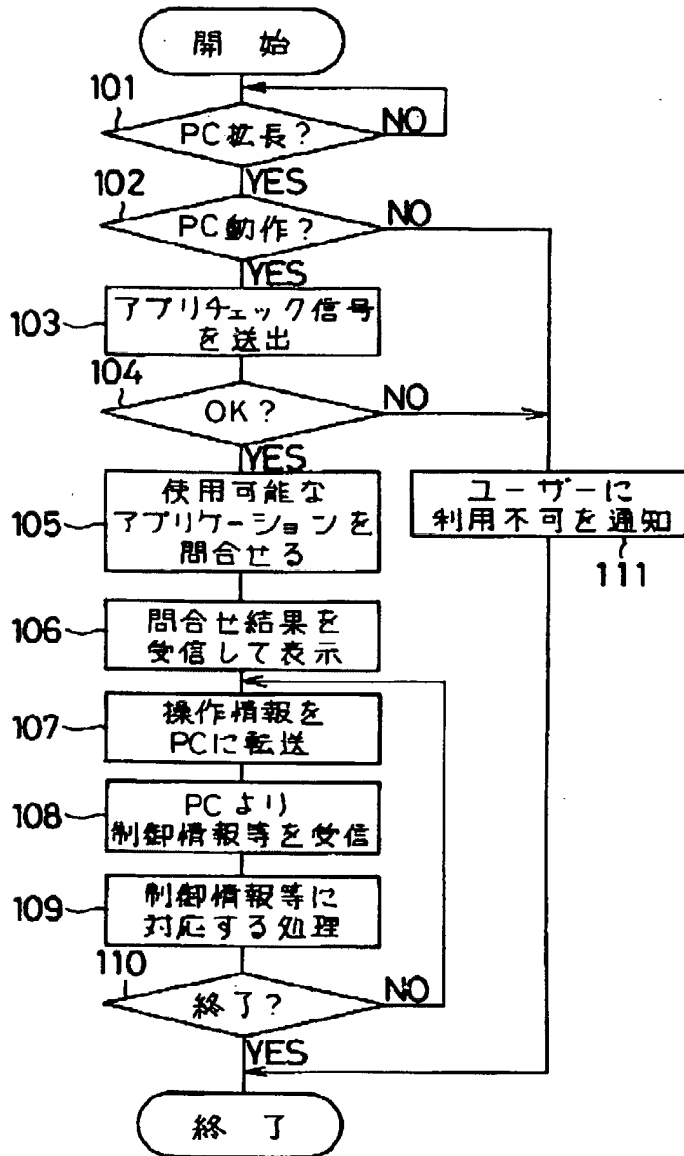 開始
101
PC拡長?
NO
YES
102
PC動作?
NO
YES
103
アプリチェック信号
を送出
104
OK?
NO
YES
105
使用可能な
アプリケーションを
問合せる
ユーザーに
利用不可を通知
111
106
問合せ結果を
受信して表示
107
操作情報を
PCに転送
108
PCより
制御情報等を受信
109
制御情報等に
対応する処理
110
終了?
NO
YES
終了